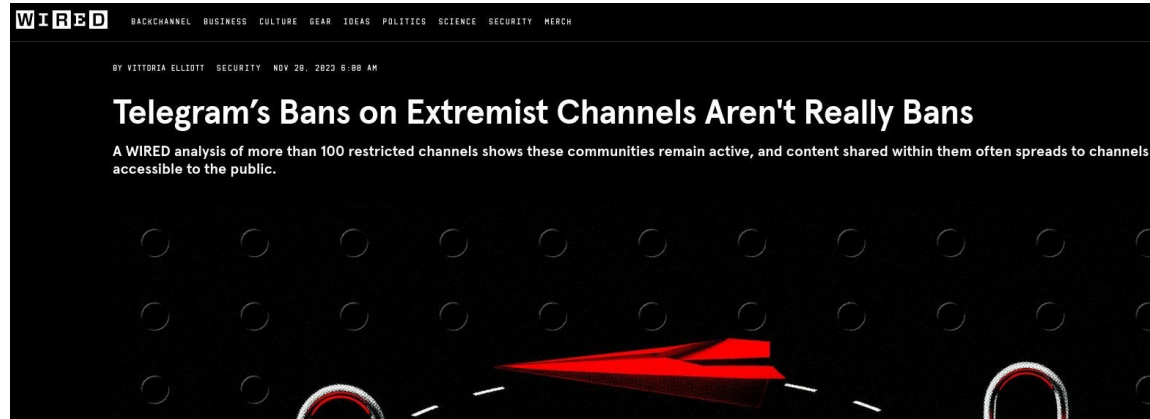 WIRED BACKCHANNEL BUSINESS CULTURE GEAR IDEAS POLITICS SCIENCE SECURITY MERCH
BY VITTORIA ELLIOTT SECURITY NOV 28, 2023 6:00 AM
Telegram’s Bans on Extremist Channels Aren't Really Bans
A WIRED analysis of more than 100 restricted channels shows these communities remain active, and content shared within them often spreads to channels
accessible to the public.